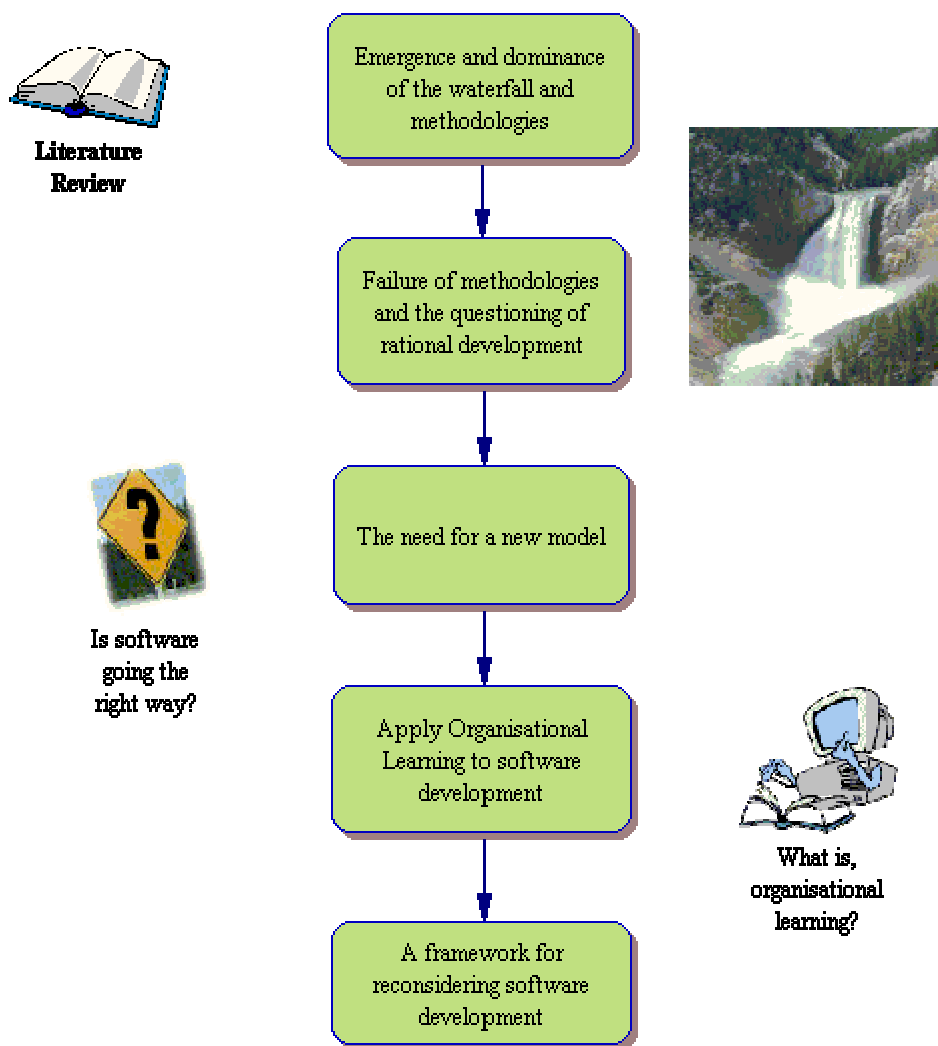 Emergence and dominance
of the waterfall and
methodologies
Literature
Review
Failure of methodologies
and the questioning of
rational development
The need for a new model
?
Is software
going the
right way?
Apply Organisational
Learning to software
development
What is,
organisational
learning?
A framework for
reconsidering software
development